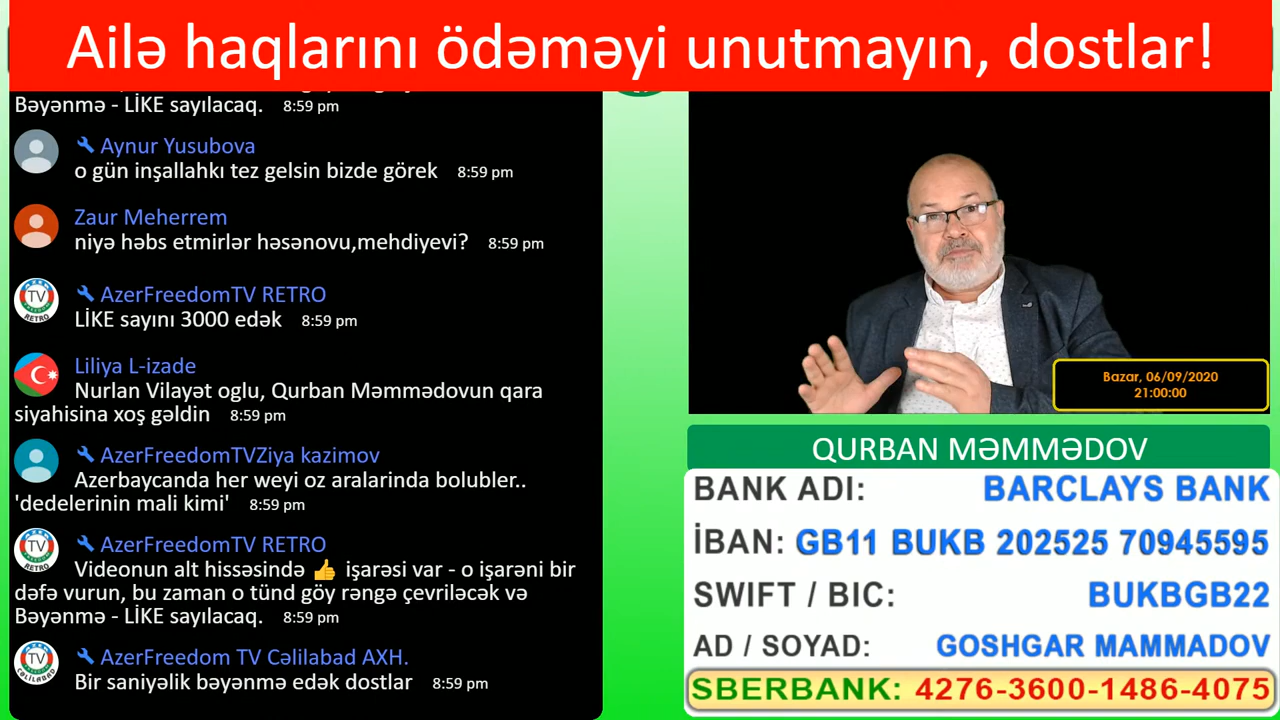 Ailə haqlarını ödəməyi unutmayın, dostlar!
Bəyənmə - LİKE sayılacaq. 8:59 pm
Aynur Yusubova
o gün inşallahkı tez gelsin bizde görek 8:59 pm
Zaur Meherrem
niyə həbs etmirlər həsənovu,mehdiyevi? 8:59 pm
TV
RETRO
AzerFreedomTV RETRO
LİKE sayını 3000 edək 8:59 pm
Liliya L-izade
Nurlan Vilayət oglu, Qurban Məmmədovun qara
siyahisina xoş gəldin 8:59 pm
AzerFreedomTVZiya kazimov
Azerbaycanda her weyi oz aralarinda bolubler..
'dedelerinin mali kimi' 8:59 pm
TV
RETRO
AzerFreedomTV RETRO
Videonun alt hissəsində 👍 işarəsi var - o işarəni bir
dəfə vurun, bu zaman o tünd göy rəngə çevriləcək və
Bəyənmə - LİKE sayılacaq. 8:59 pm
TV
CƏLİLABAD
AzerFreedom TV Cəlilabad AXH.
Bir saniyəlik bəyənmə edək dostlar 8:59 pm
Bazar, 06/09/2020
21:00:00
QURBAN MƏMMƏDOV
BANK ADI: BARCLAYS BANK
İBAN: GB11 BUKB 202525 70945595
SWIFT / BIC: BUKBGB22
AD / SOYAD: GOSHGAR MAMMADOV
SBERBANK: 4276-3600-1486-4075